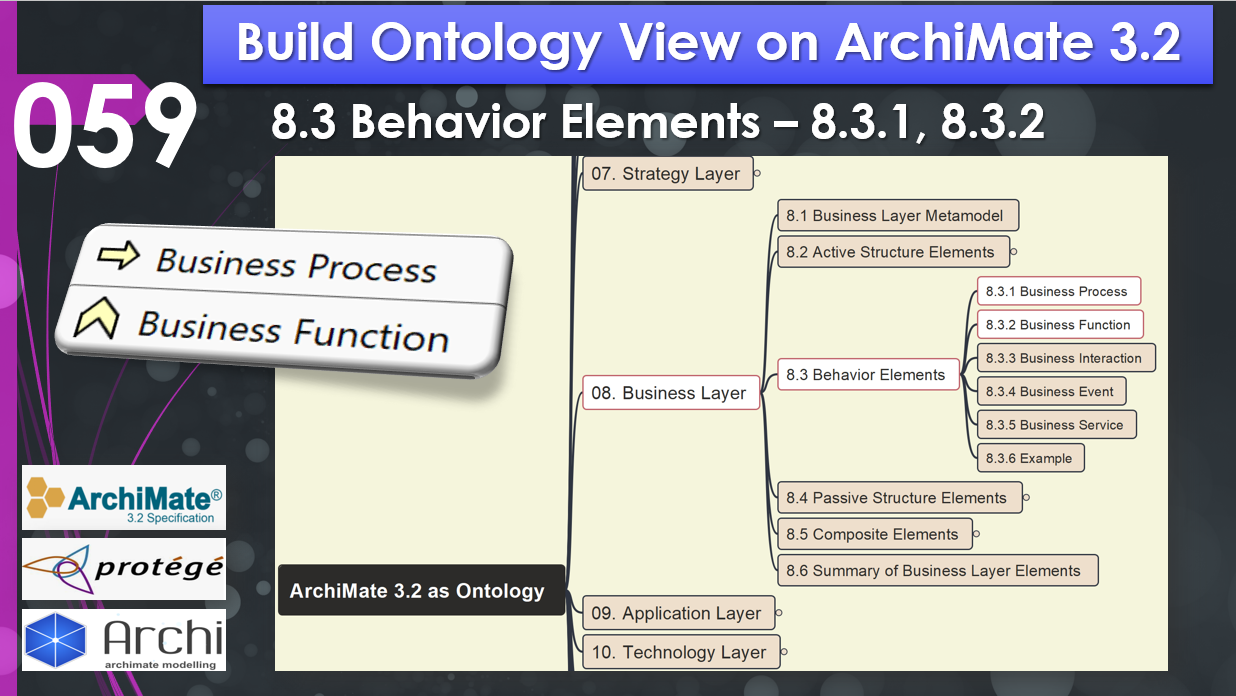 Build Ontology View on ArchiMate 3.2
059
8.3 Behavior Elements – 8.3.1, 8.3.2
Business Process
Business Function
07. Strategy Layer
8.1 Business Layer Metamodel
8.2 Active Structure Elements
8.3.1 Business Process
8.3.2 Business Function
8.3.3 Business Interaction
8.3 Behavior Elements
8.3.4 Business Event
08. Business Layer
8.3.5 Business Service
8.3.6 Example
8.4 Passive Structure Elements
8.5 Composite Elements
8.6 Summary of Business Layer Elements
ArchiMate 3.2 as Ontology
09. Application Layer
10. Technology Layer
ArchiMate®
3.2 Specification
protégé
Archi
archimate modelling